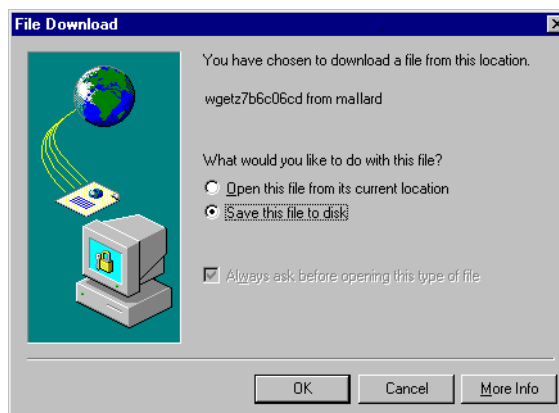 File Download
You have chosen to download a file from this location.
wgetz7b6c06cd from mallard
What would you like to do with this file?
Open this file from its current location
Save this file to disk
Always ask before opening this type of file
OK
Cancel
More Info